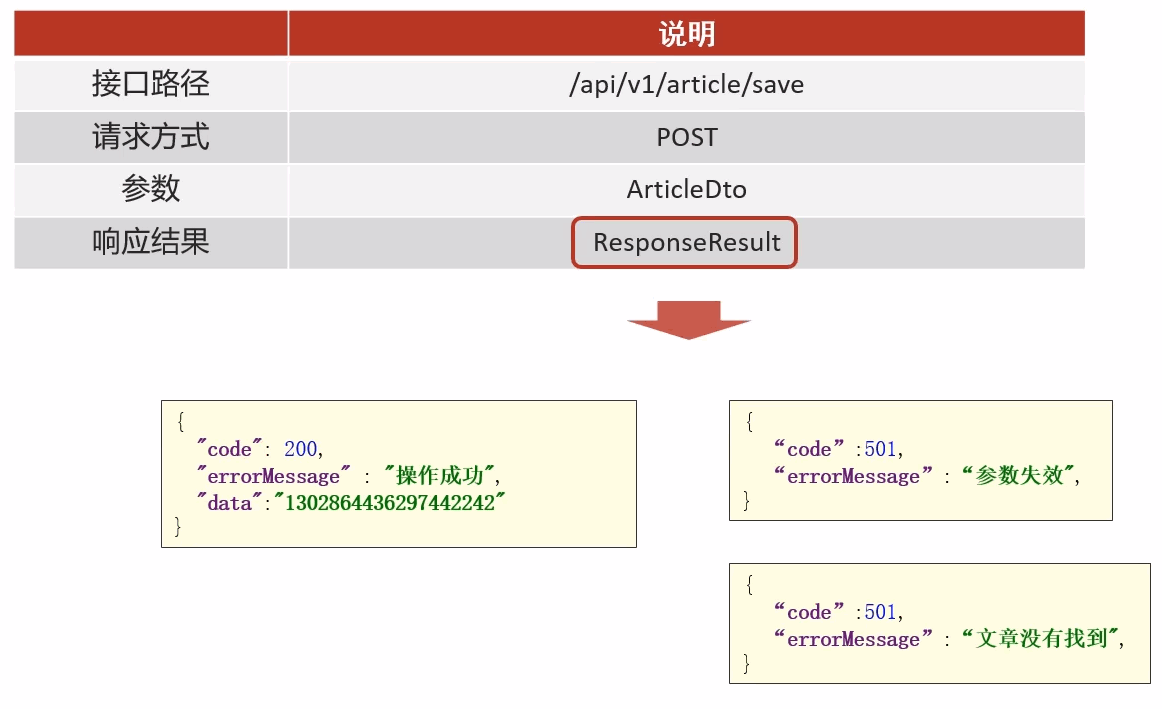 说明
接口路径 /api/v1/article/save
请求方式 POST
参数 ArticleDto
响应结果 ResponseResult
{
"code": 200,
"errorMessage" : "操作成功",
"data":"1302864436297442242"
}
{
“code” :501,
“errorMessage” : “参数失效",
}
{
“code” :501,
“errorMessage” : “文章没有找到",
}